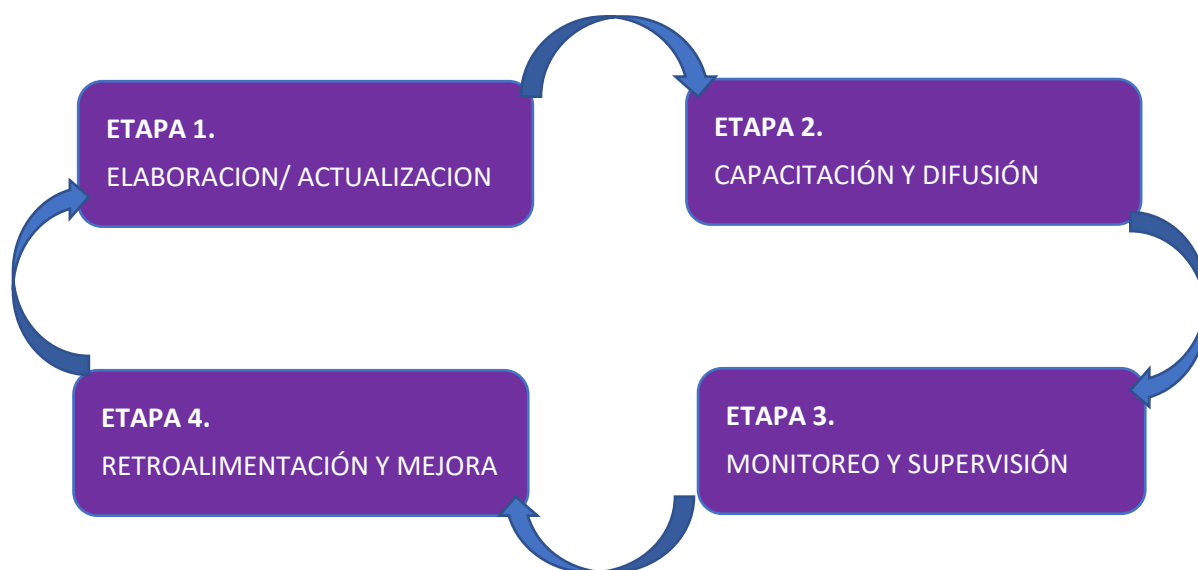 ETAPA 1.
ELABORACION/ ACTUALIZACION
ETAPA 2.
CAPACITACIÓN Y DIFUSIÓN
ETAPA 3.
MONITOREO Y SUPERVISIÓN
ETAPA 4.
RETROALIMENTACIÓN Y MEJORA